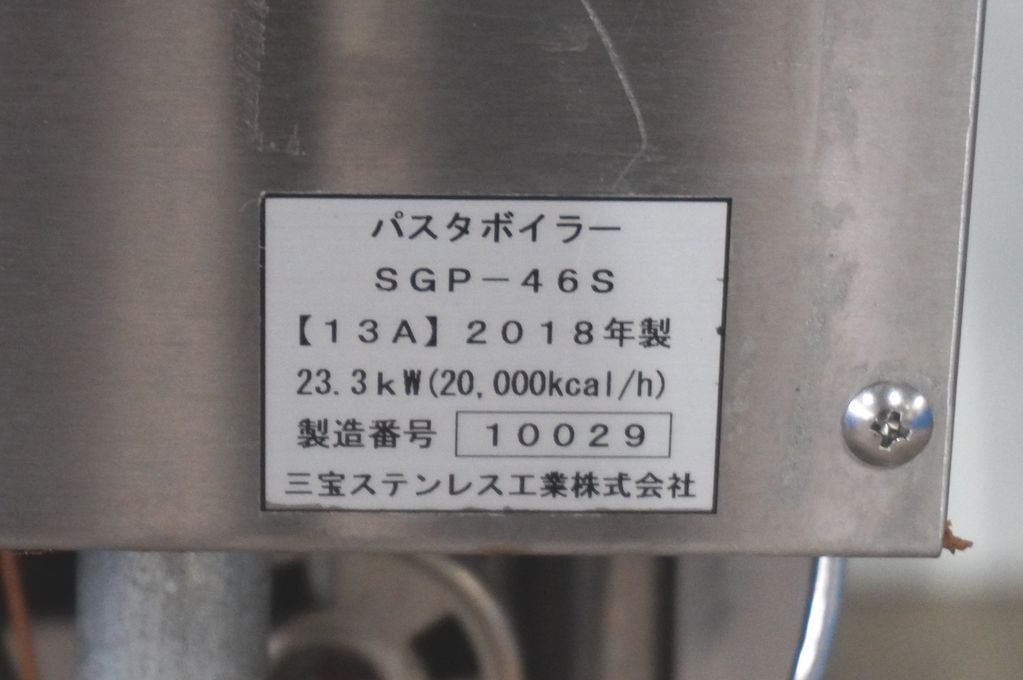 パスタボイラー
SGP－46S
【13A】2018年製
23.3kW(20,000kcal/h)
製造番号 10029
三宝ステンレス工業株式会社